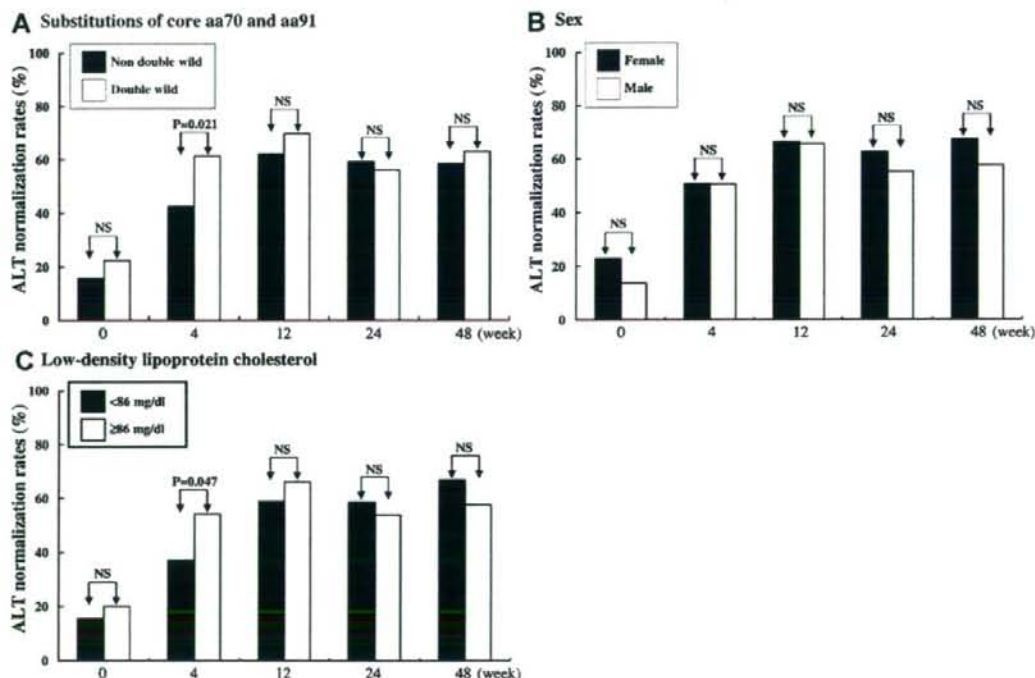 A Substitutions of core aa70 and aa91
ALT normalization rates (%)
100
80
60
40
20
0
Non double wild
Double wild
NS
P=0.021
NS
NS
NS
0 4 12 24 48 (week)
B Sex
ALT normalization rates (%)
100
80
60
40
20
0
Female
Male
NS
NS
NS
NS
NS
0 4 12 24 48 (week)
C Low-density lipoprotein cholesterol
ALT normalization rates (%)
100
80
60
40
20
0
<86 mg/dl
≥86 mg/dl
NS
P=0.047
NS
NS
NS
0 4 12 24 48 (week)